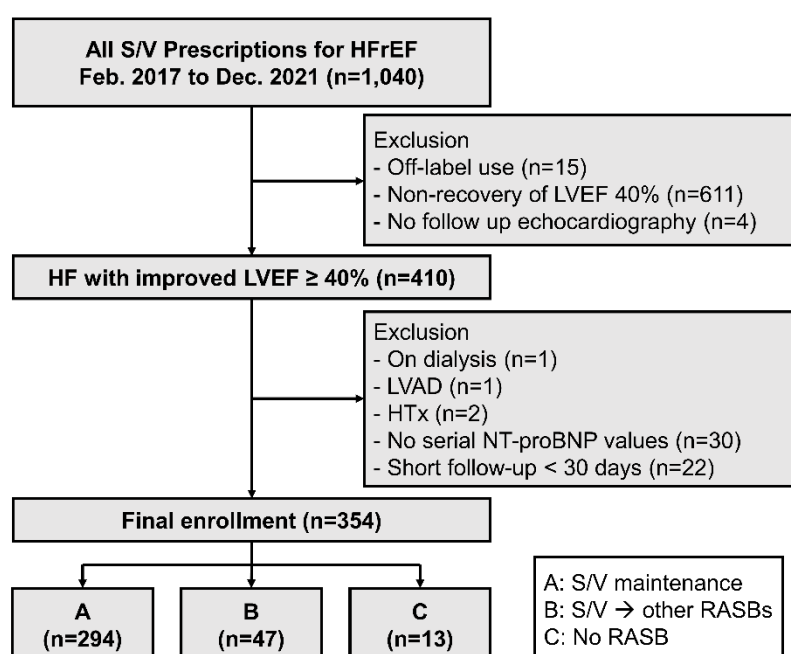 All S/V Prescriptions for HFrEF
Feb. 2017 to Dec. 2021 (n=1,040)
Exclusion
- Off-label use (n=15)
- Non-recovery of LVEF 40% (n=611)
- No follow up echocardiography (n=4)
HF with improved LVEF ≥ 40% (n=410)
Exclusion
- On dialysis (n=1)
- LVAD (n=1)
- HTx (n=2)
- No serial NT-proBNP values (n=30)
- Short follow-up < 30 days (n=22)
Final enrollment (n=354)
A
(n=294)
B
(n=47)
C
(n=13)
A: S/V maintenance
B: S/V → other RASBs
C: No RASB